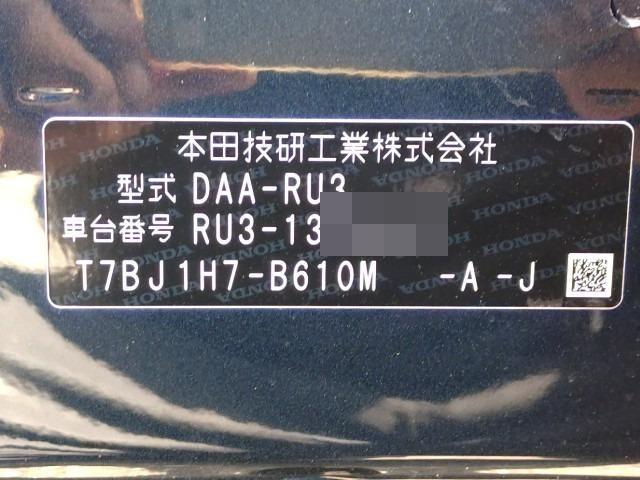 本田技研工業株式会社
型式 DAA-RU3
車台番号 RU3-13
T7BJ1H7-B610M -A -J